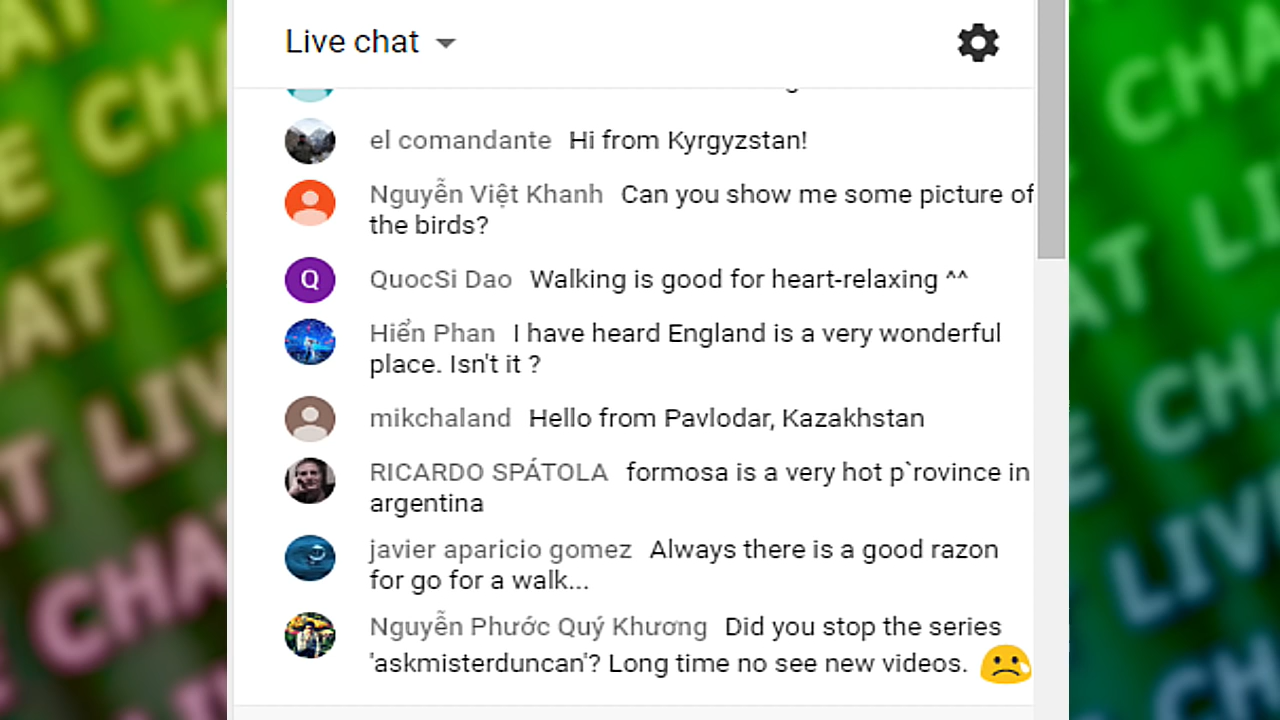 Live chat
el comandante Hi from Kyrgyzstan!
Nguyễn Việt Khanh Can you show me some picture of
the birds?
Q QuocSi Dao Walking is good for heart-relaxing ^^
Hiển Phan I have heard England is a very wonderful
place. Isn't it ?
mikchaland Hello from Pavlodar, Kazakhstan
RICARDO SPÁTOLA formosa is a very hot p`rovince in
argentina
javier aparicio gomez Always there is a good razon
for go for a walk...
Nguyễn Phước Quý Khương Did you stop the series
'askmisterduncan'? Long time no see new videos.